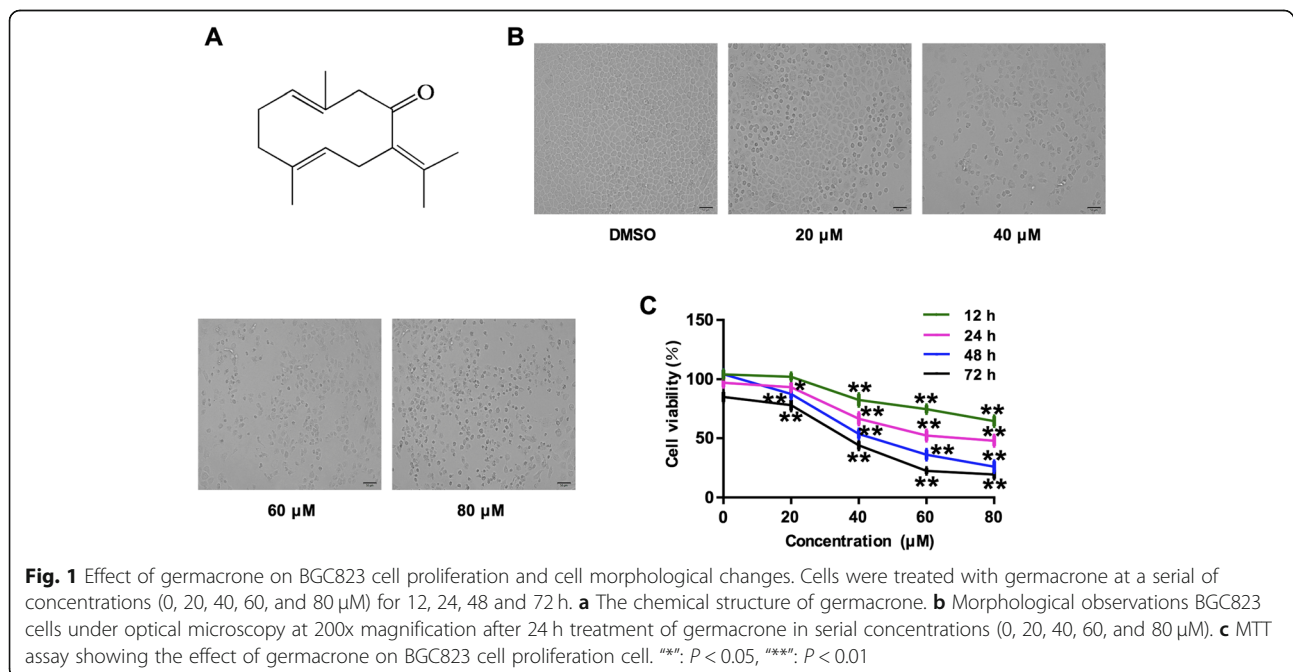 A
O
B
DMSO
20 µM
40 µM
60 µM
80 µM
C
12 h
24 h
48 h
72 h
150
100
50
0
Cell viability (%)
*
**
**
**
**
**
**
**
**
**
**
**
**
**
**
0 20 40 60 80
Concentration (µM)
Fig. 1 Effect of germacrone on BGC823 cell proliferation and cell morphological changes. Cells were treated with germacrone at a serial of
concentrations (0, 20, 40, 60, and 80 µM) for 12, 24, 48 and 72 h. a The chemical structure of germacrone. b Morphological observations BGC823
cells under optical microscopy at 200x magnification after 24 h treatment of germacrone in serial concentrations (0, 20, 40, 60, and 80 µM). c MTT
assay showing the effect of germacrone on BGC823 cell proliferation cell. “*”: P < 0.05, “**”: P < 0.01